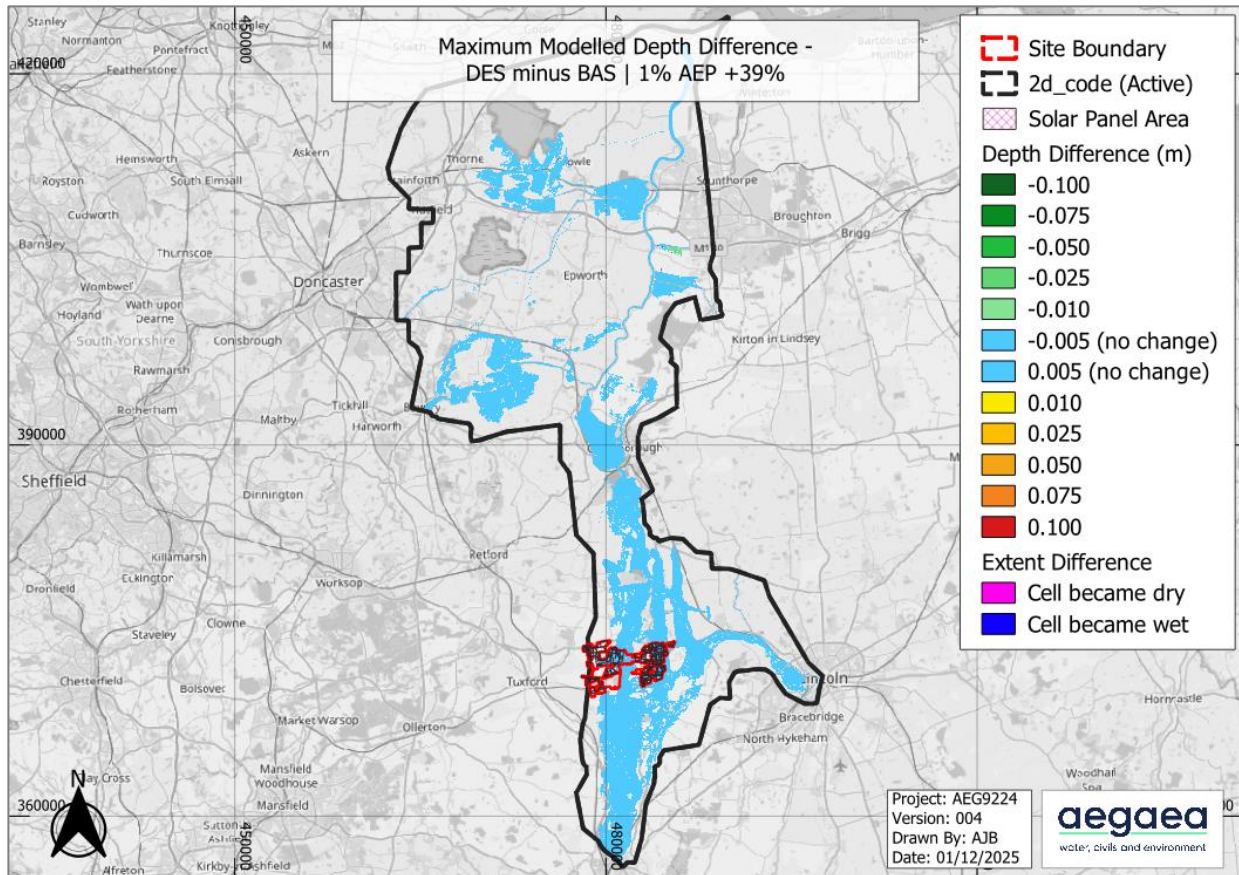 Maximum Modelled Depth Difference -
DES minus BAS | 1% AEP +39%
Site Boundary
2d_code (Active)
Solar Panel Area
Depth Difference (m)
-0.100
-0.075
-0.050
-0.025
-0.010
-0.005 (no change)
0.005 (no change)
0.010
0.025
0.050
0.075
0.100
Extent Difference
Cell became dry
Cell became wet
450000
420000
390000
360000
450000
480000
Stanley
Normanton
Pontefract
Featherstone
Knottingley
Hemsworth
Askern
Thorne
Royston
South Elmsall
Scunthorpe
Cudworth
Broughton
Barnsley
Thurnscoe
Brigg
M180
Wombwell
Doncaster
Epworth
Hoyland
Wath upon
Dearne
South Yorkshire
Conisbrough
Kirton in Lindsey
Rawmarsh
Rotherham
Maltby
Tickhill
Harworth
Sheffield
Dinnington
Retford
Killamarsh
Dronfield
Eckington
Worksop
Staveley
Clowne
Chesterfield
Bolsover
Tuxford
Market Warsop
Ollerton
Bracebridge
North Hykeham
Horncastle
Clay Cross
Mansfield
Woodhouse
Mansfield
Alfreton
N
Project: AEG9224
Version: 004
Drawn By: AJB
Date: 01/12/2025
aegaea
water, civils and environment